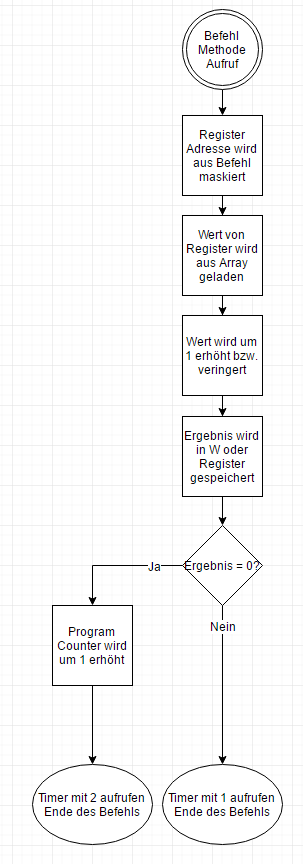 Befehl
Methode
Aufruf
Register
Adresse wird
aus Befehl
maskiert
Wert von
Register wird
aus Array
geladen
Wert wird um
1 erhöht bzw.
veringert
Ergebnis wird
in W oder
Register
gespeichert
Ergebnis = 0?
Ja
Nein
Program
Counter wird
um 1 erhöht
Timer mit 2 aufrufen
Ende des Befehls
Timer mit 1 aufrufen
Ende des Befehls